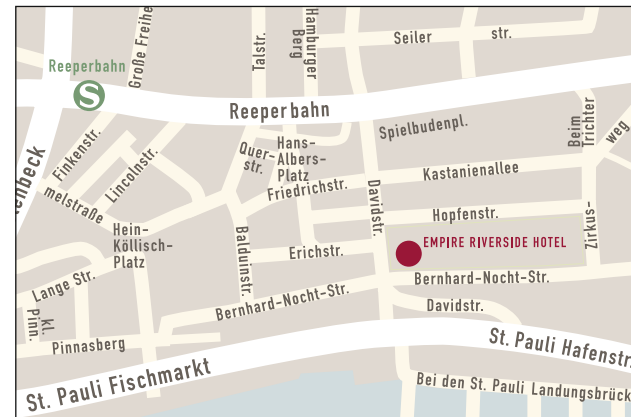 Große Freihe
Talstr.
Hamburger
Berg
Seiler
str.
Reeperbahn
S
Reeperbahn
Spielbudenpl.
Beim
Trichter
weg
Finkenstr.
Lincolnstr.
Quer-
str.
Hans-
Albers-
Platz
Friedrichstr.
Davidstr.
Kastanienallee
lenbeck
melstraße
Hein-
Köllisch-
Platz
Hopfenstr.
EMPIRE RIVERSIDE HOTEL
Zirkus-
Balduinstr.
Erichstr.
Lange Str.
Bernhard-Nocht-Str.
Bernhard-Nocht-Str.
Davidstr.
kl.
Pinn.
Pinnasberg
St. Pauli Hafenstr.
St. Pauli Fischmarkt
Bei den St. Pauli Landungsbrück